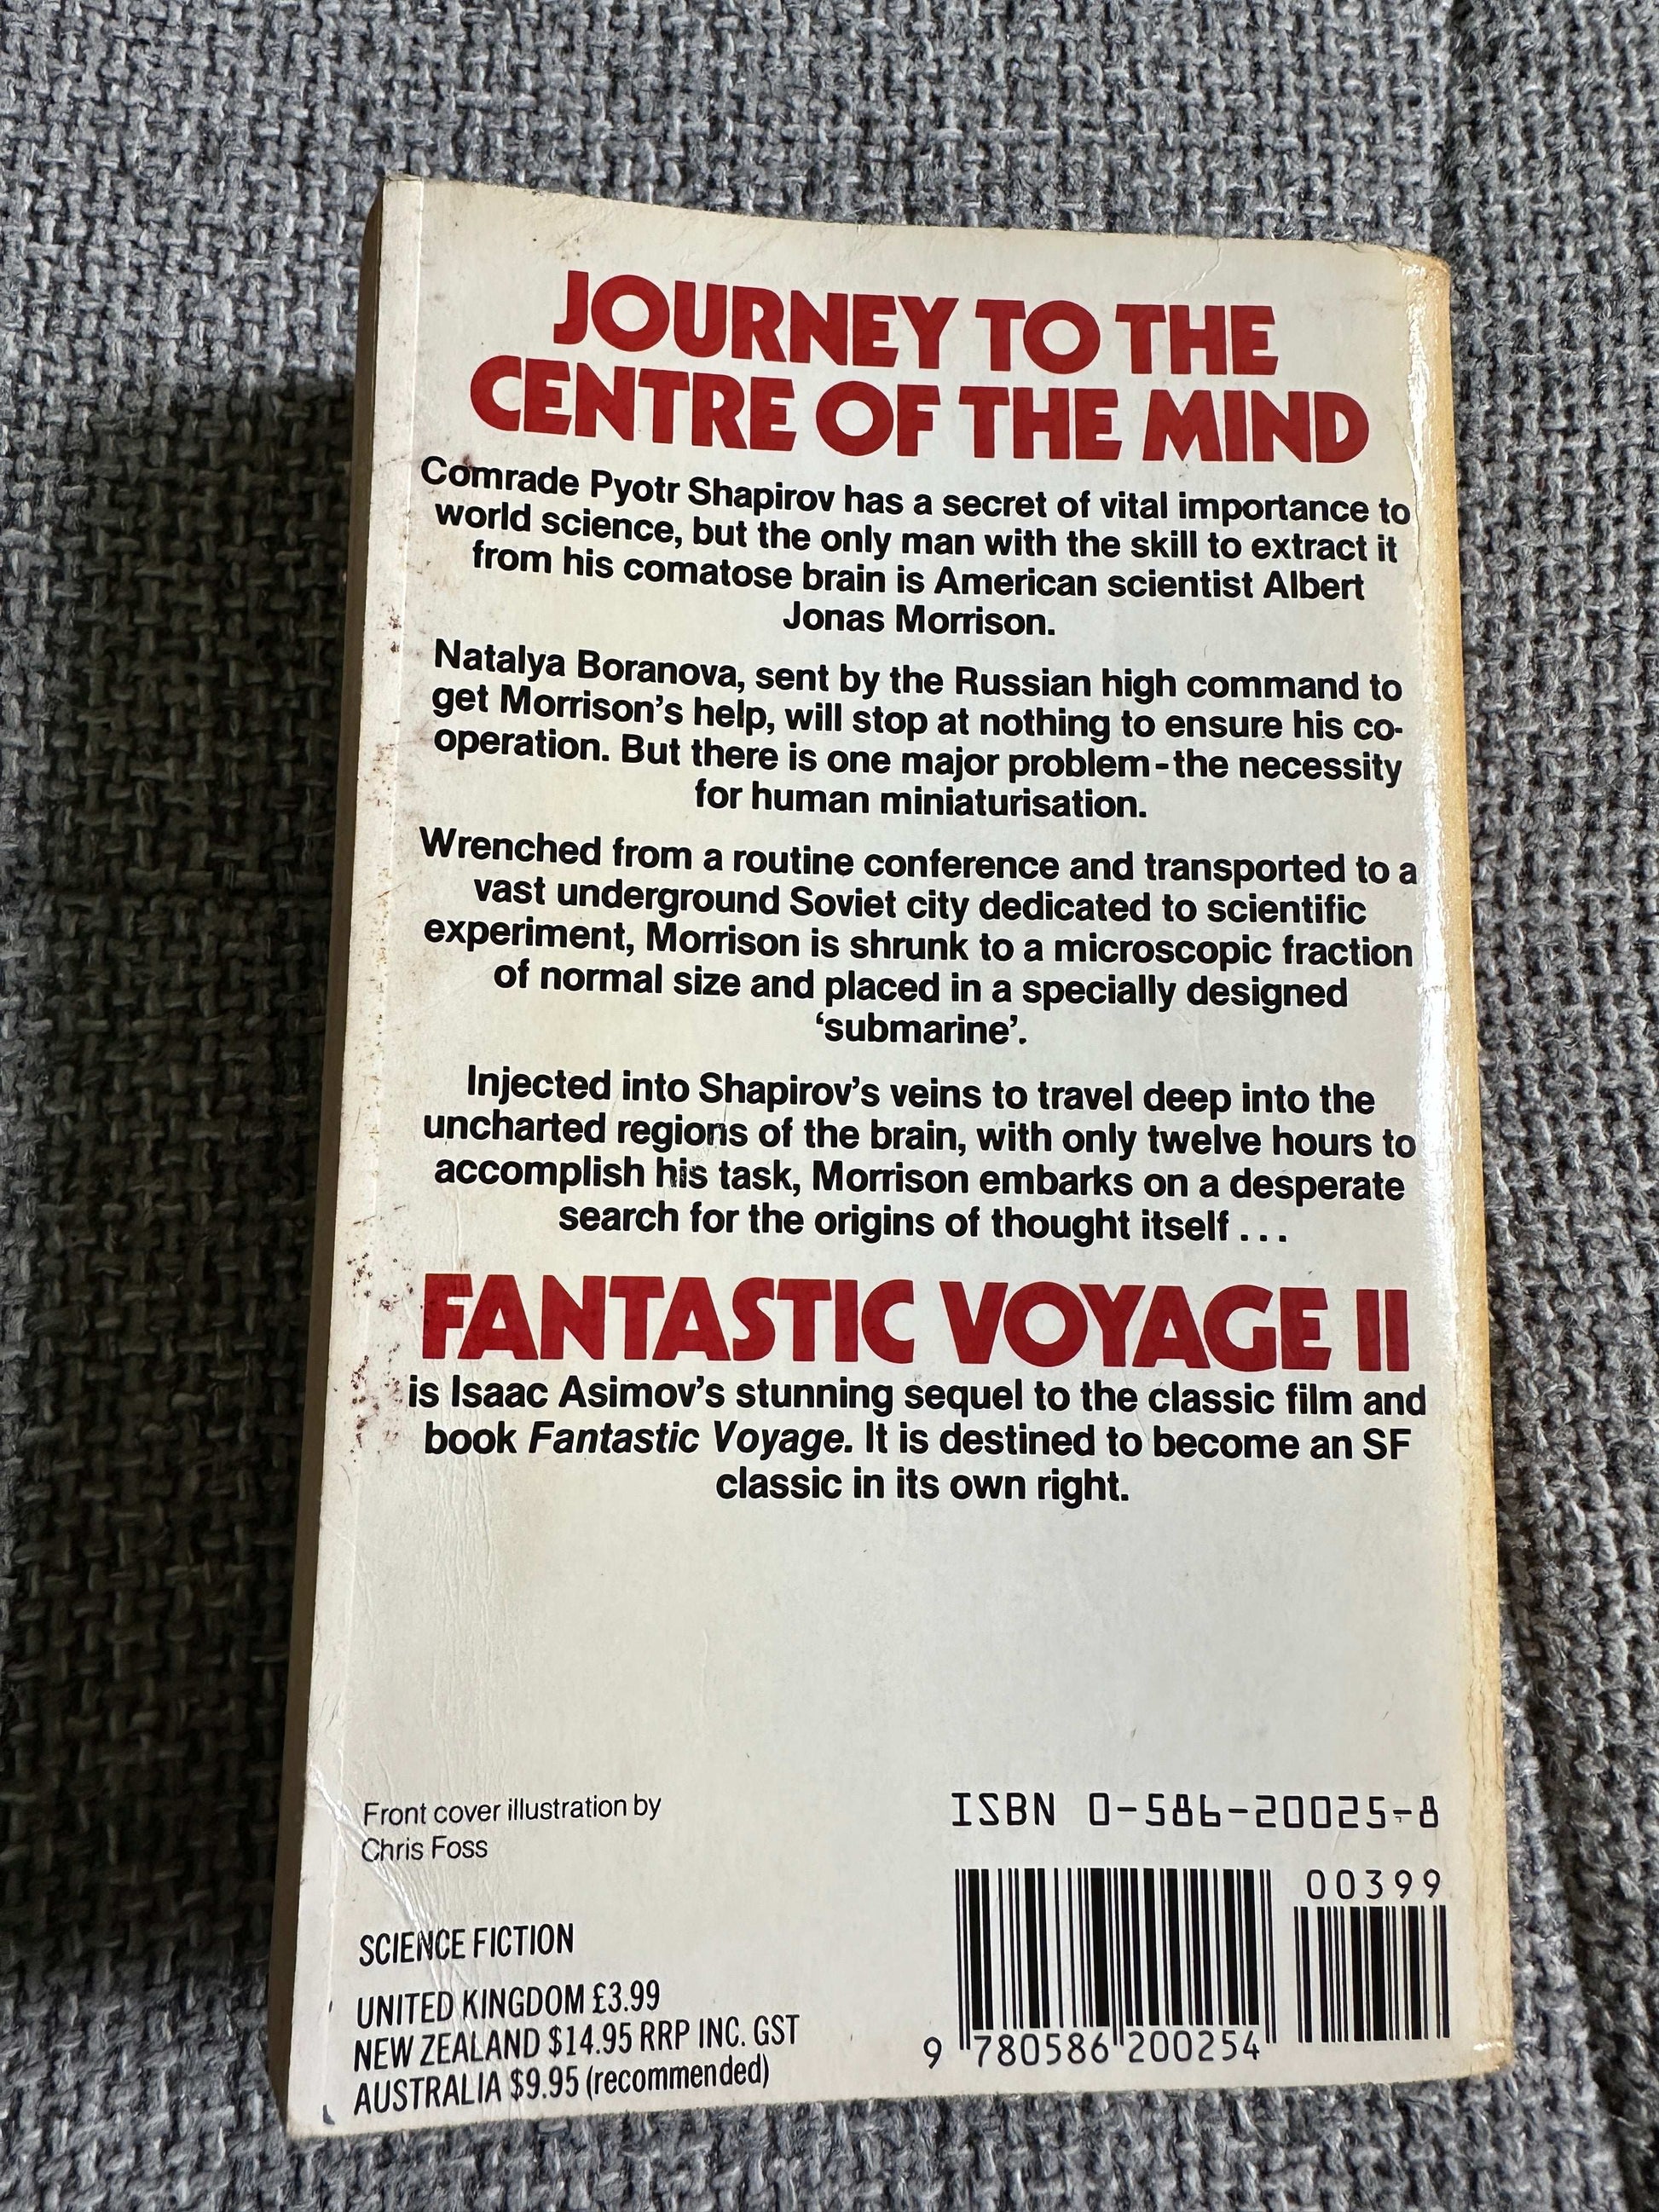 JOURNEY TO THE
CENTRE OF THE MIND
Comrade Pyotr Shapirov has a secret of vital importance to
world science, but the only man with the skill to extract it
from his comatose brain is American scientist Albert
Jonas Morrison.
Natalya Boranova, sent by the Russian high command to
get Morrison's help, will stop at nothing to ensure his co-
operation. But there is one major problem - the necessity
for human miniaturisation.
Wrenched from a routine conference and transported to a
vast underground Soviet city dedicated to scientific
experiment, Morrison is shrunk to a microscopic fraction
of normal size and placed in a specially designed
‘submarine’.
Injected into Shapirov's veins to travel deep into the
uncharted regions of the brain, with only twelve hours to
accomplish his task, Morrison embarks on a desperate
search for the origins of thought itself . . .
FANTASTIC VOYAGE II
is Isaac Asimov's stunning sequel to the classic film and
book Fantastic Voyage. It is destined to become an SF
classic in its own right.
Front cover illustration by
Chris Foss
SCIENCE FICTION
UNITED KINGDOM £3.99
NEW ZEALAND $14.95 RRP INC. GST
AUSTRALIA $9.95 (recommended)
ISBN 0-586-20025-8
00399
9 780586 200254